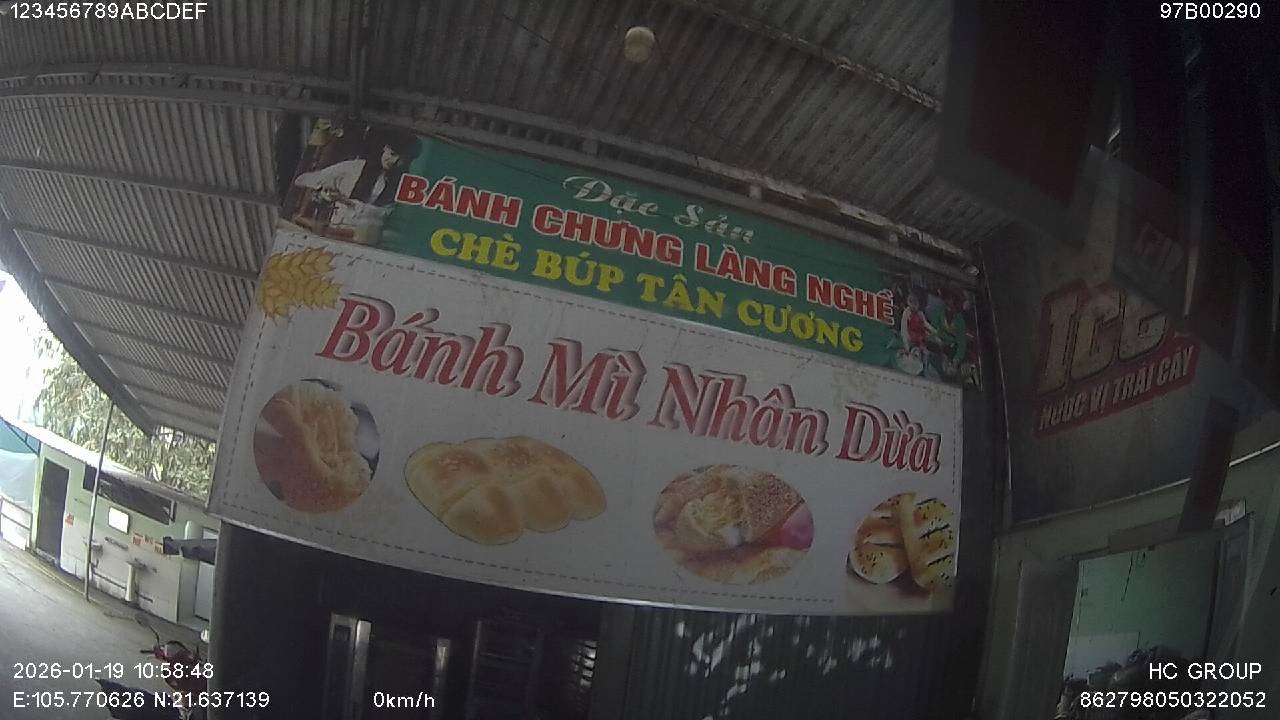 123456789ABCDEF
97B00290
Đặc Sản
BÁNH CHƯNG LÀNG NGHỀ
CHÈ BÚP TÂN CƯƠNG
Bánh Mì Nhân Dừa
NƯỚC VỊ TRÁI CÂY
2026-01-19 10:58:48
HC GROUP
E:105.770626 N:21.637139
0km/h
862798050322052